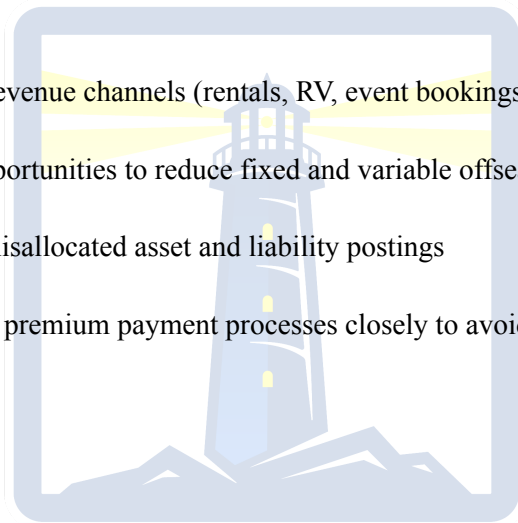 evenue channels (rentals, RV, event bookings
portunities to reduce fixed and variable offse
isallocated asset and liability postings
premium payment processes closely to avoi